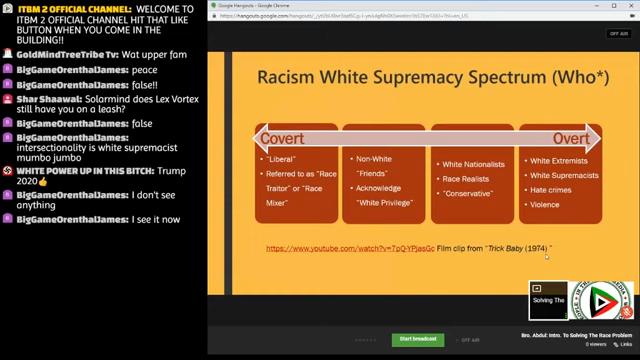 ITBM 2 OFFICIAL CHANNEL: WELCOME TO
ITBM 2 OFFICIAL CHANNEL HIT THAT LIKE
BUTTON WHEN YOU COME IN THE
BUILDING!!
GoldMindTreeTribe Tv: Wat upper fam
BigGameOrenthalJames: peace
BigGameOrenthalJames: false!!
Shar Shaawal: Solarmind does Lex Vortex
still have you on a leash?
BigGameOrenthalJames: false
BigGameOrenthalJames:
intersectionality is white supremacist
mumbo jumbo
WHITE POWER UP IN THIS BITCH: Trump
2020👍
BigGameOrenthalJames: I don't see
anything
BigGameOrenthalJames: I see it now
Google Hangouts - Google Chrome
OFF AIR
Racism White Supremacy Spectrum (Who*)
Covert
Overt
• "Liberal"
• Referred to as "Race
Traitor" or "Race
Mixer"
• Non-White
"Friends"
• Acknowledge
"White Privilege"
• White Nationalists
• Race Realists
• "Conservative"
• White Extremists
• White Supremacists
• Hate crimes
• Violence
Film clip from "Trick Baby (1974) "
Solving The
Start broadcast
OFF AIR
Bro. Abdul: Intro. To Solving The Race Problem
0 viewers
Links